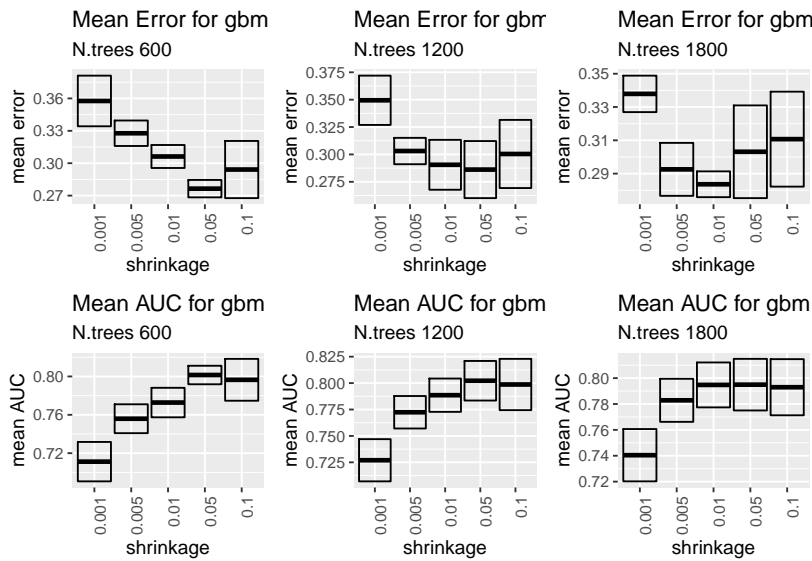 Mean Error for gbm
N.trees 600
mean error
0.36
0.33
0.30
0.27
0.001
0.005
0.01
0.05
0.1
shrinkage
Mean Error for gbm
N.trees 1200
mean error
0.375
0.350
0.325
0.300
0.275
0.001
0.005
0.01
0.05
0.1
shrinkage
Mean Error for gbm
N.trees 1800
mean error
0.35
0.33
0.31
0.29
0.001
0.005
0.01
0.05
0.1
shrinkage
Mean AUC for gbm
N.trees 600
mean AUC
0.80
0.76
0.72
0.001
0.005
0.01
0.05
0.1
shrinkage
Mean AUC for gbm
N.trees 1200
mean AUC
0.825
0.800
0.775
0.750
0.725
0.001
0.005
0.01
0.05
0.1
shrinkage
Mean AUC for gbm
N.trees 1800
mean AUC
0.80
0.78
0.76
0.74
0.72
0.001
0.005
0.01
0.05
0.1
shrinkage